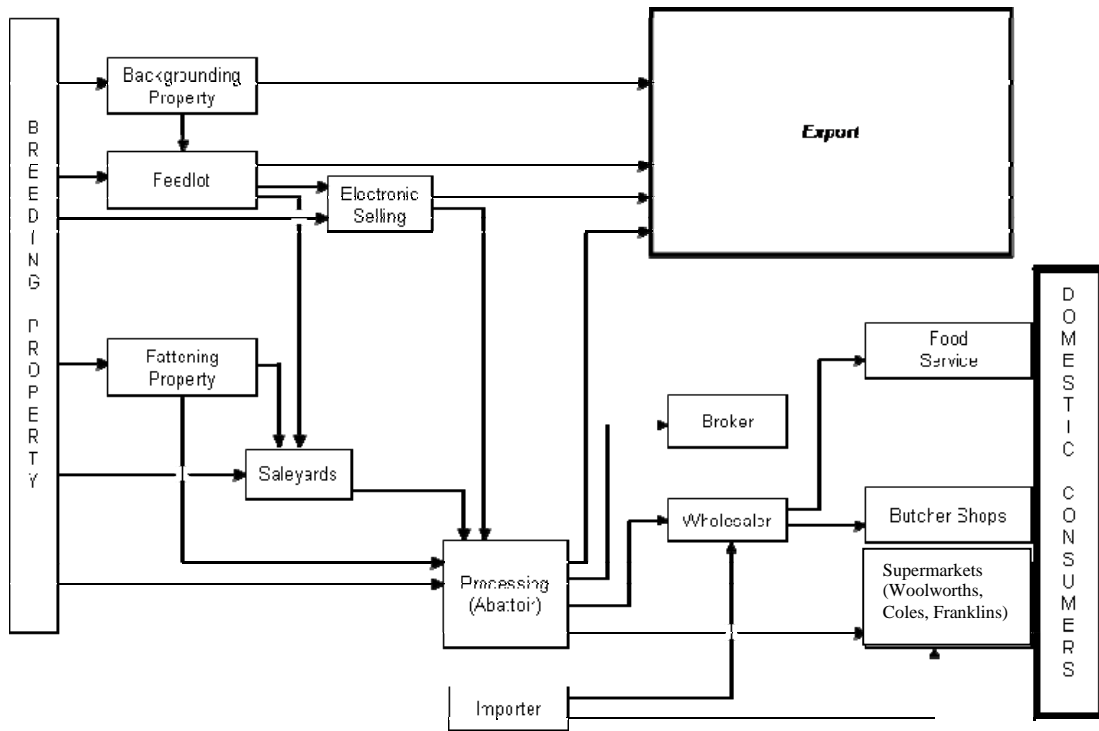 BREEDING PROPERTY
Backgrounding
Property
Export
Feedlot
Electronic
Selling
DOMESTIC CONSUMERS
Food
Service
Fattening
Property
Broker
Saleyards
Wholesaler
Butcher Shops
Processing
(Abattoir)
Supermarkets
(Woolworths,
Coles, Franklins)
Importer